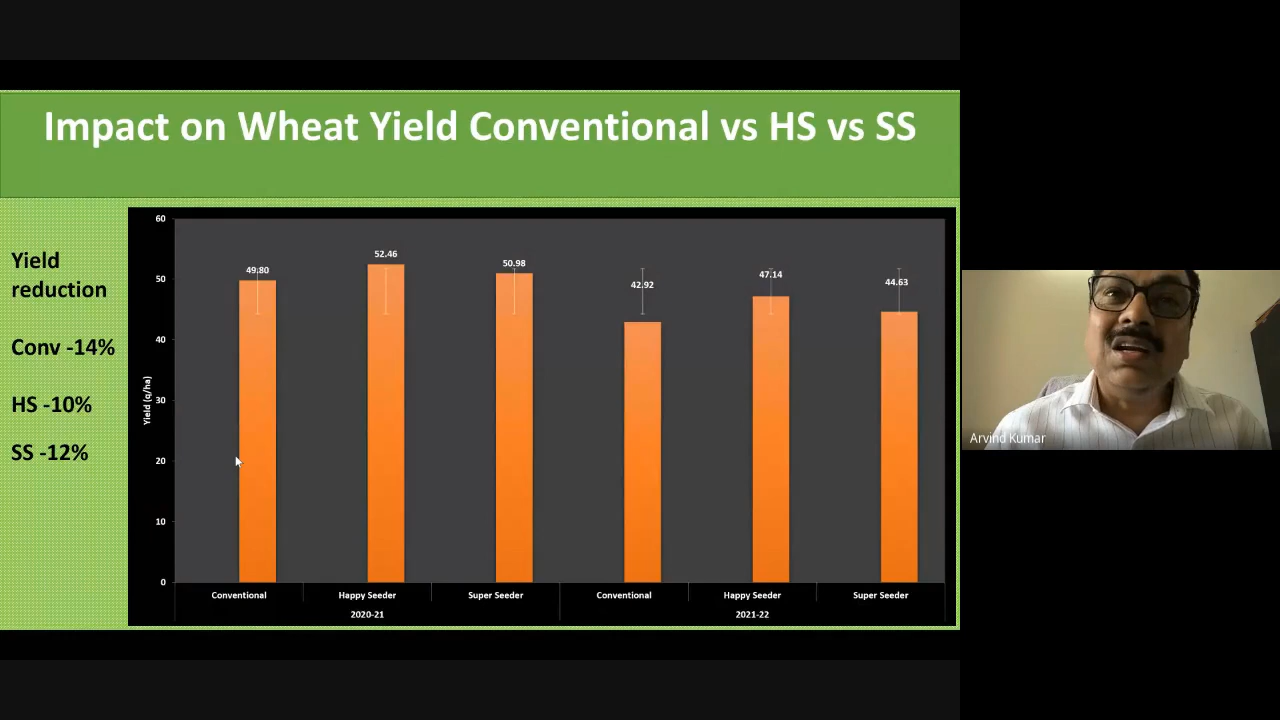 Impact on Wheat Yield Conventional vs HS vs SS
Yield
reduction
Conv -14%
HS -10%
SS -12%
Yield (q/ha)
60
50
40
30
20
10
0
49.80
52.46
50.98
42.92
47.14
44.63
Conventional
Happy Seeder
Super Seeder
Conventional
Happy Seeder
Super Seeder
2020-21
2021-22
Arvind Kumar